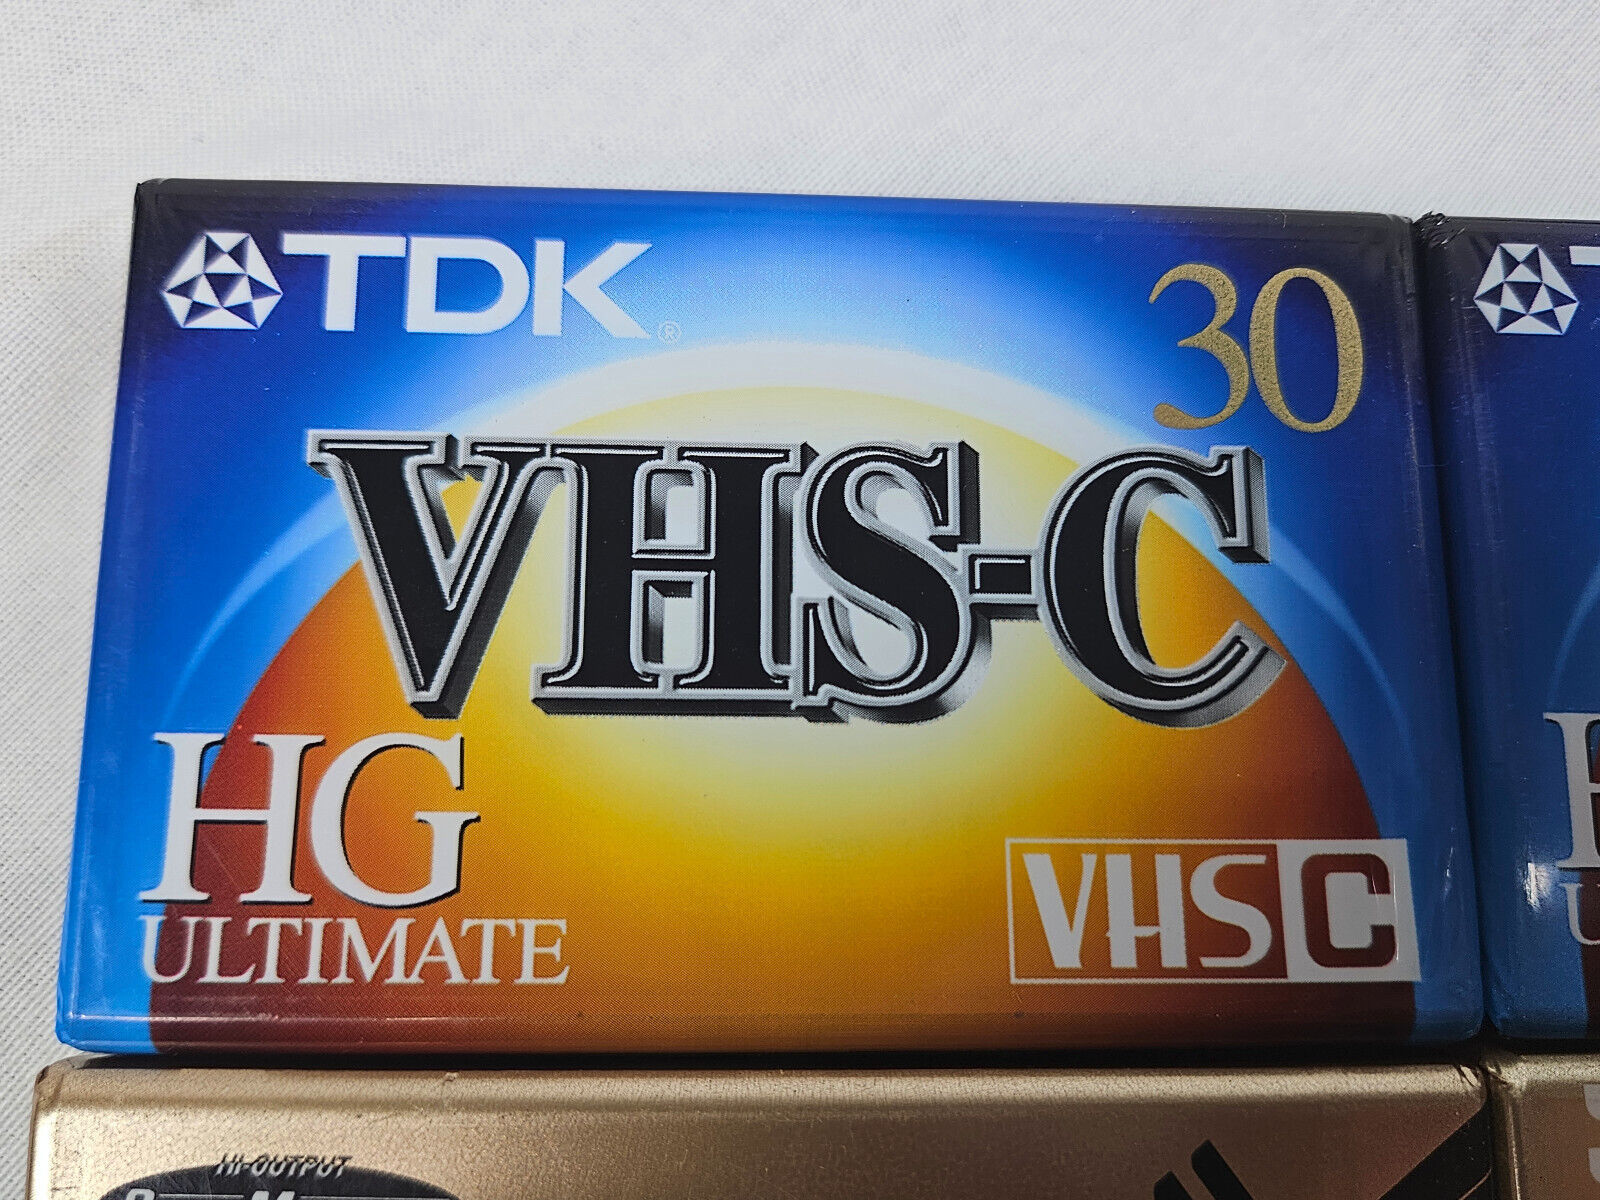 TDK®
30
VHS-C
HG
ULTIMATE
VHS C
HI-OUTPUT